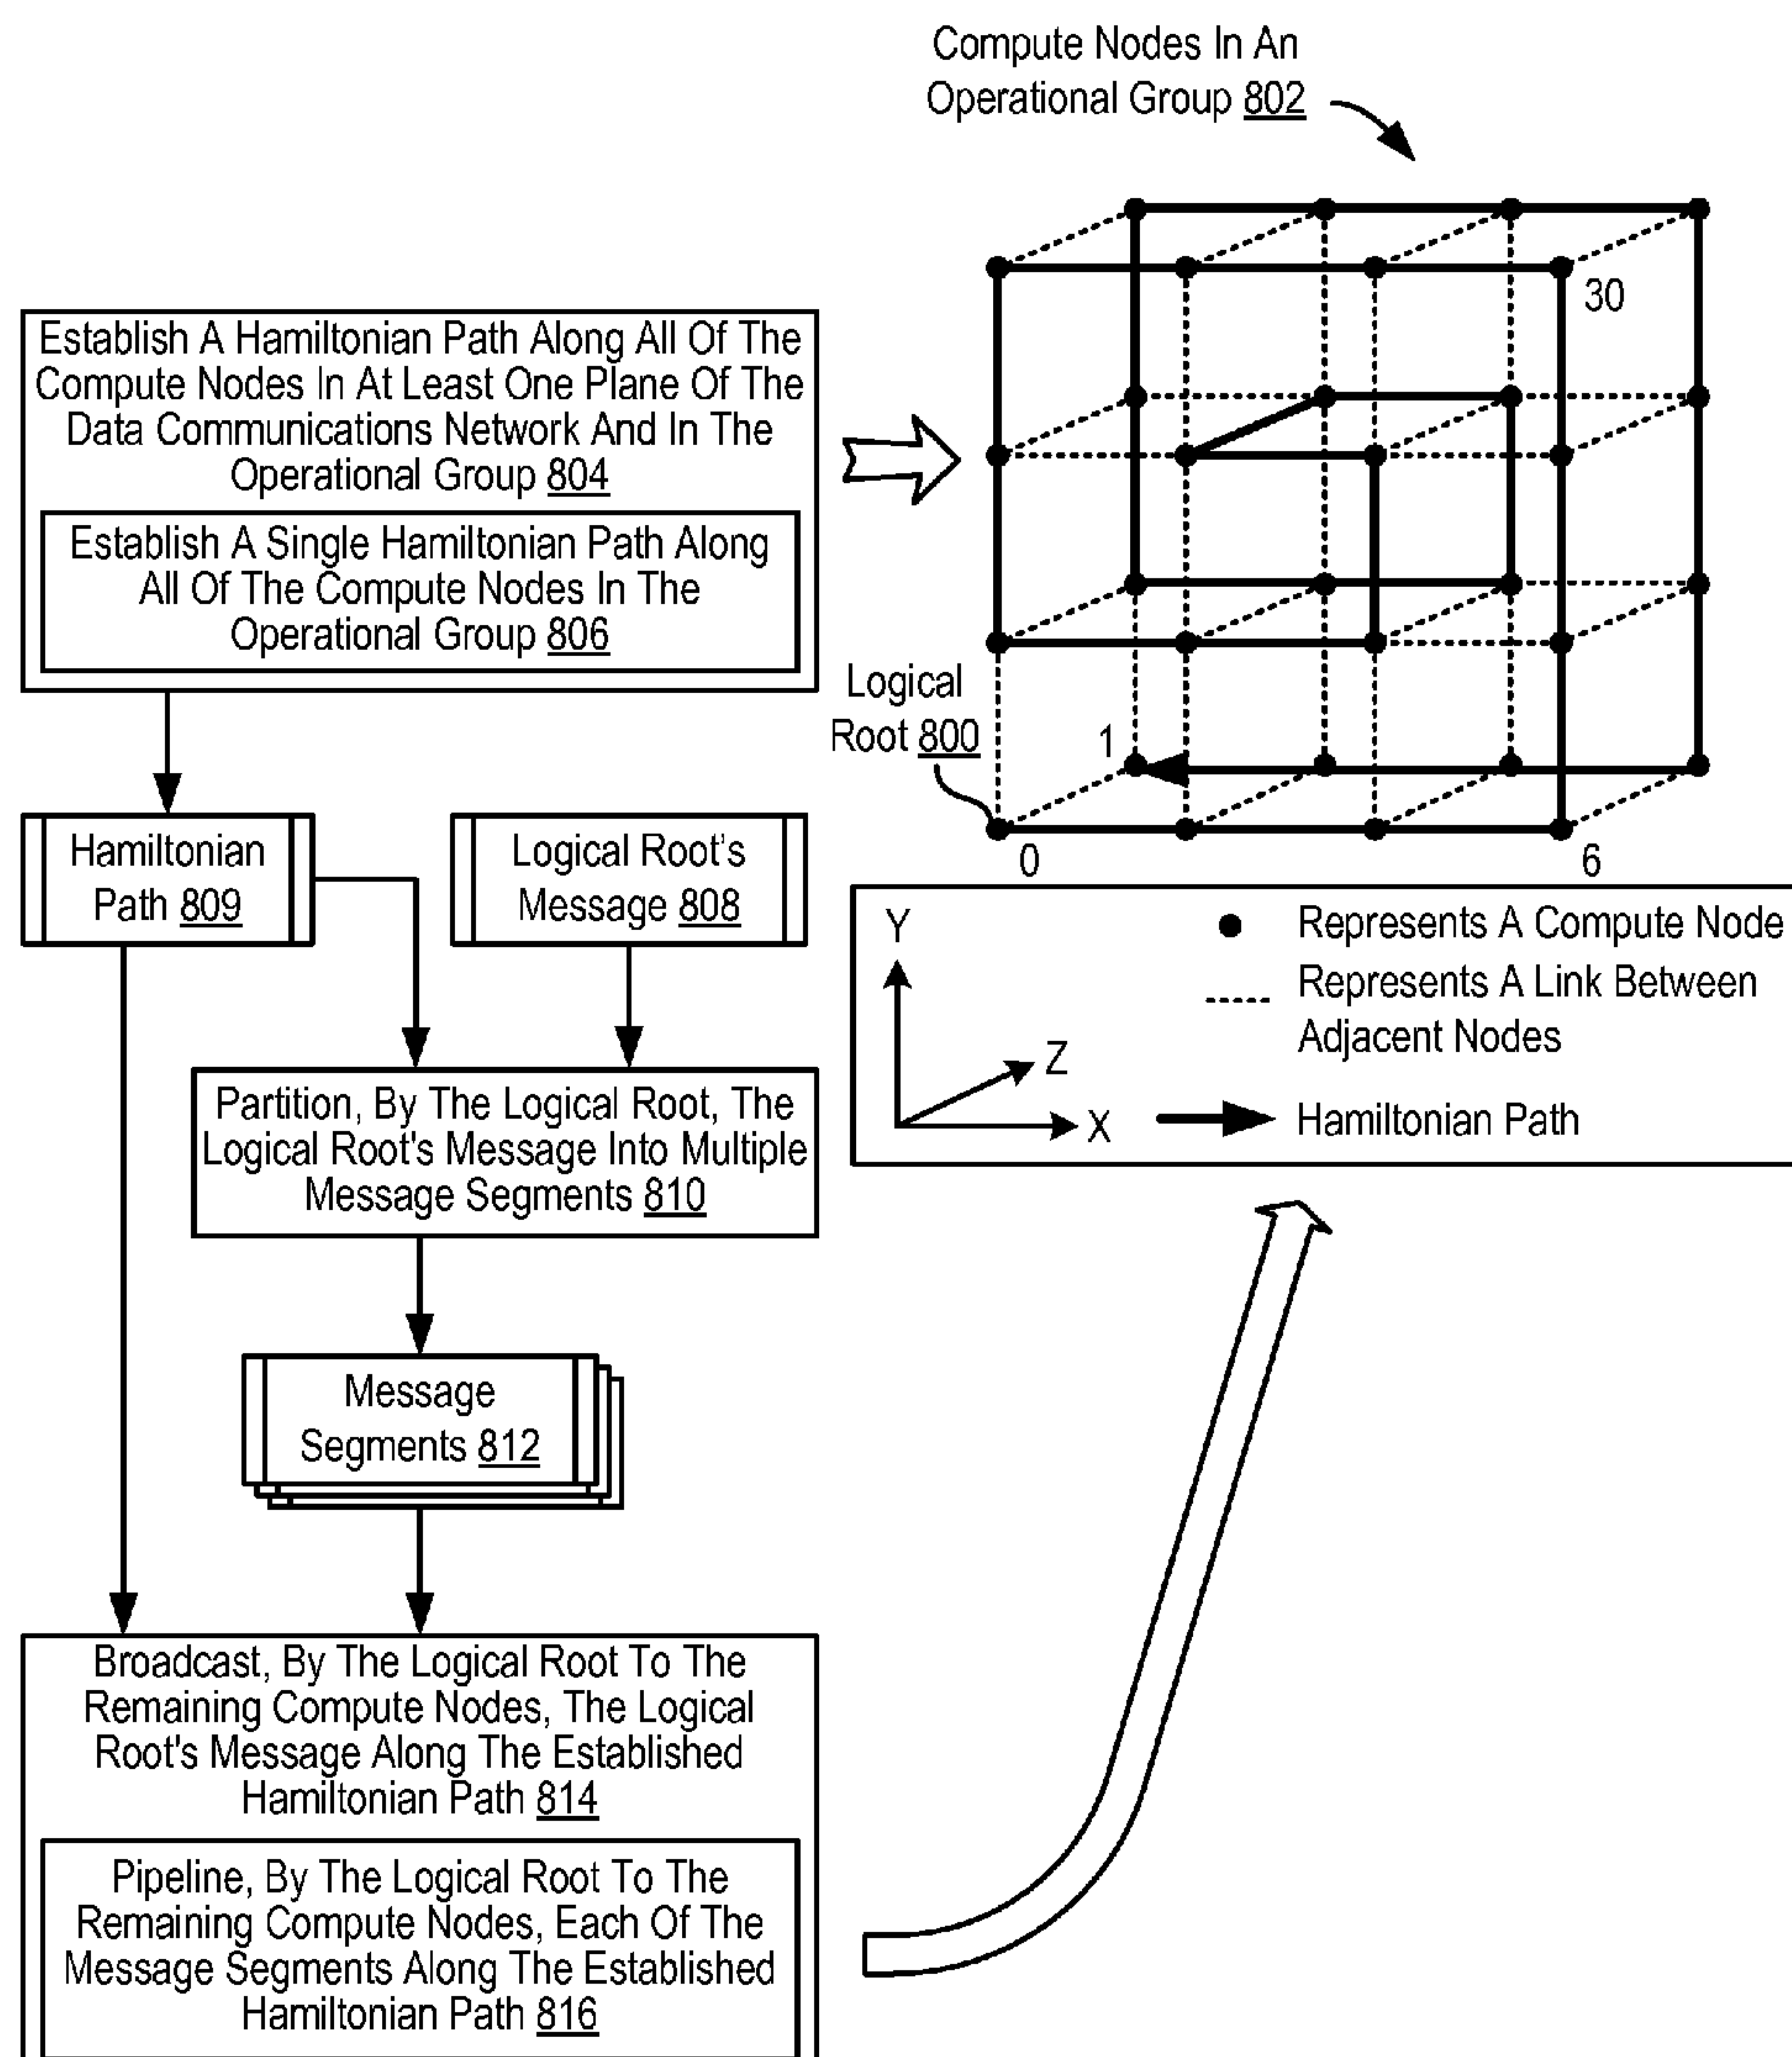 Compute Nodes In An
Operational Group 802
30
Establish A Hamiltonian Path Along All Of The
Compute Nodes In At Least One Plane Of The
Data Communications Network And In The
Operational Group 804
Establish A Single Hamiltonian Path Along
All Of The Compute Nodes In The
Operational Group 806
Logical
Root 800
1
0
6
Hamiltonian
Path 809
Logical Root's
Message 808
Y
Z
X
Represents A Compute Node
Represents A Link Between
Adjacent Nodes
Hamiltonian Path
Partition, By The Logical Root, The
Logical Root's Message Into Multiple
Message Segments 810
Message
Segments 812
Broadcast, By The Logical Root To The
Remaining Compute Nodes, The Logical
Root's Message Along The Established
Hamiltonian Path 814
Pipeline, By The Logical Root To The
Remaining Compute Nodes, Each Of The
Message Segments Along The Established
Hamiltonian Path 816